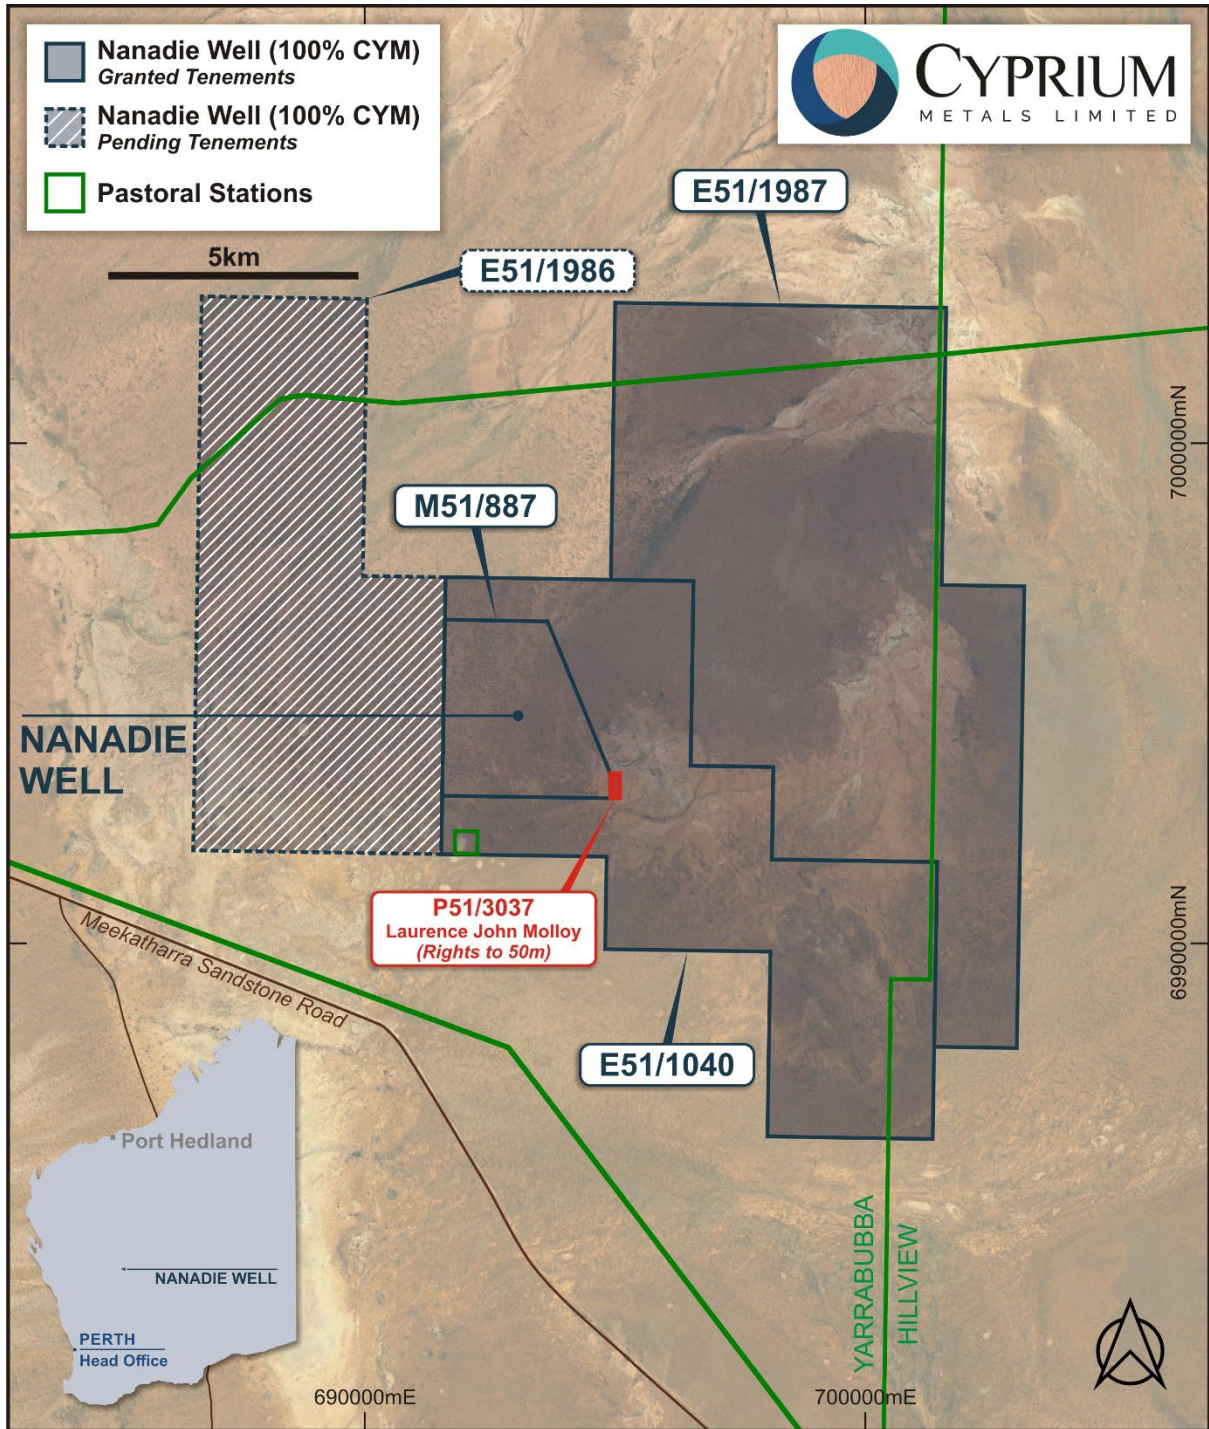 Nanadie Well (100% CYM)
Granted Tenements
Nanadie Well (100% CYM)
Pending Tenements
Pastoral Stations
CYPRIUM
METALS LIMITED
5km
E51/1987
E51/1986
M51/887
7000000mN
NANADIE
WELL
P51/3037
Laurence John Molloy
(Rights to 50m)
6990000mN
Meekatharra Sandstone Road
E51/1040
Port Hedland
NANADIE WELL
PERTH
Head Office
YARRABUBBA
HILLVIEW
690000mE
700000mE